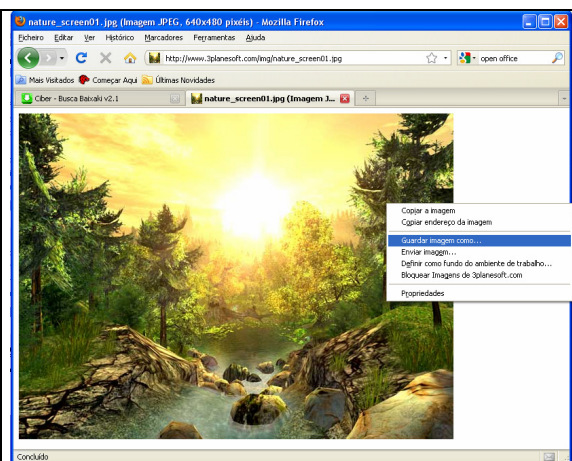 nature_screen01.jpg (Imagem JPEG, 640x480 pixéis) - Mozilla Firefox
Ficheiro Editar Ver Histórico Marcadores Ferramentas Ajuda
http://www.3planesoft.com/img/nature_screen01.jpg open office
Mais Visitados Começar Aqui Últimas Novidades
Ciber - Busca Baixaki v2.1 nature_screen01.jpg (Imagem J...
Copiar a imagem
Copiar endereço da imagem
Guardar imagem como...
Enviar imagem...
Definir como fundo do ambiente de trabalho...
Bloquear Imagens de 3planesoft.com
Propriedades
Concluído